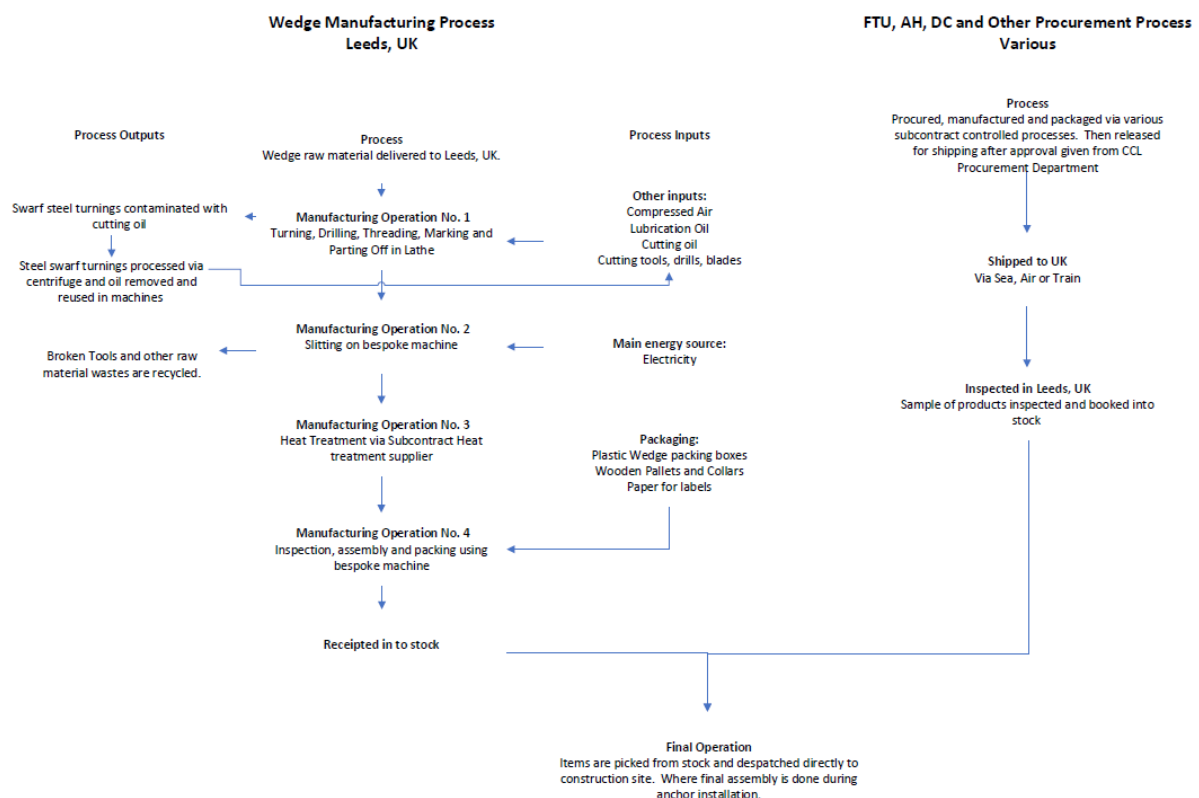 Wedge Manufacturing Process
Leeds, UK
FTU, AH, DC and Other Procurement Process
Various
Process Outputs
Process
Wedge raw material delivered to Leeds, UK.
Process Inputs
Process
Procured, manufactured and packaged via various
subcontract controlled processes. Then released
for shipping after approval given from CCL
Procurement Department
Swarf steel turnings contaminated with
cutting oil
Manufacturing Operation No. 1
Turning, Drilling, Threading, Marking and
Parting Off in Lathe
Other inputs:
Compressed Air
Lubrication Oil
Cutting oil
Cutting tools, drills, blades
Steel swarf turnings processed via
centrifuge and oil removed and
reused in machines
Shipped to UK
Via Sea, Air or Train
Manufacturing Operation No. 2
Slitting on bespoke machine
Main energy source:
Electricity
Broken Tools and other raw
material wastes are recycled.
Inspected in Leeds, UK
Sample of products inspected and booked into
stock
Manufacturing Operation No. 3
Heat Treatment via Subcontract Heat
treatment supplier
Packaging:
Plastic Wedge packing boxes
Wooden Pallets and Collars
Paper for labels
Manufacturing Operation No. 4
Inspection, assembly and packing using
bespoke machine
Receipted in to stock
Final Operation
Items are picked from stock and despatched directly to
construction site. Where final assembly is done during
anchor installation.